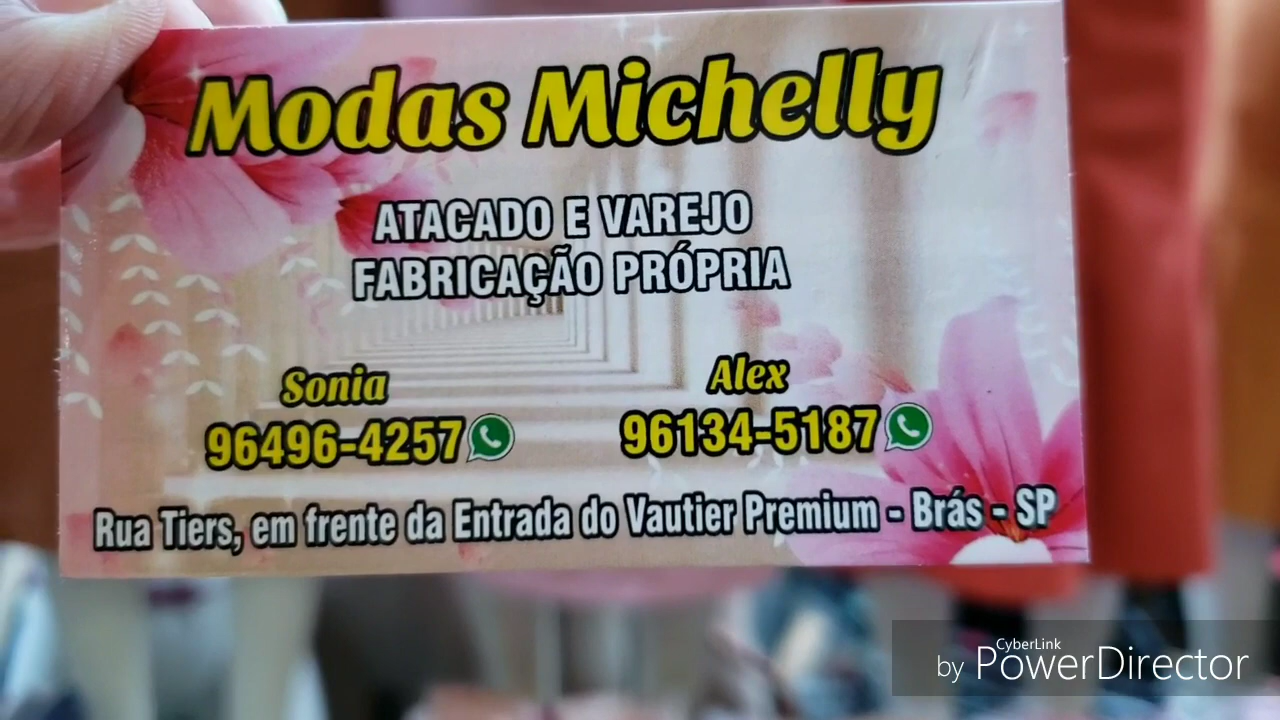 Modas Michelly
ATACADO E VAREJO
FABRICAÇÃO PRÓPRIA
Sonia
96496-4257
Alex
96134-5187
Rua Tiers, em frente da Entrada do Vautier Premium - Brás - SP
CyberLink
by PowerDirector